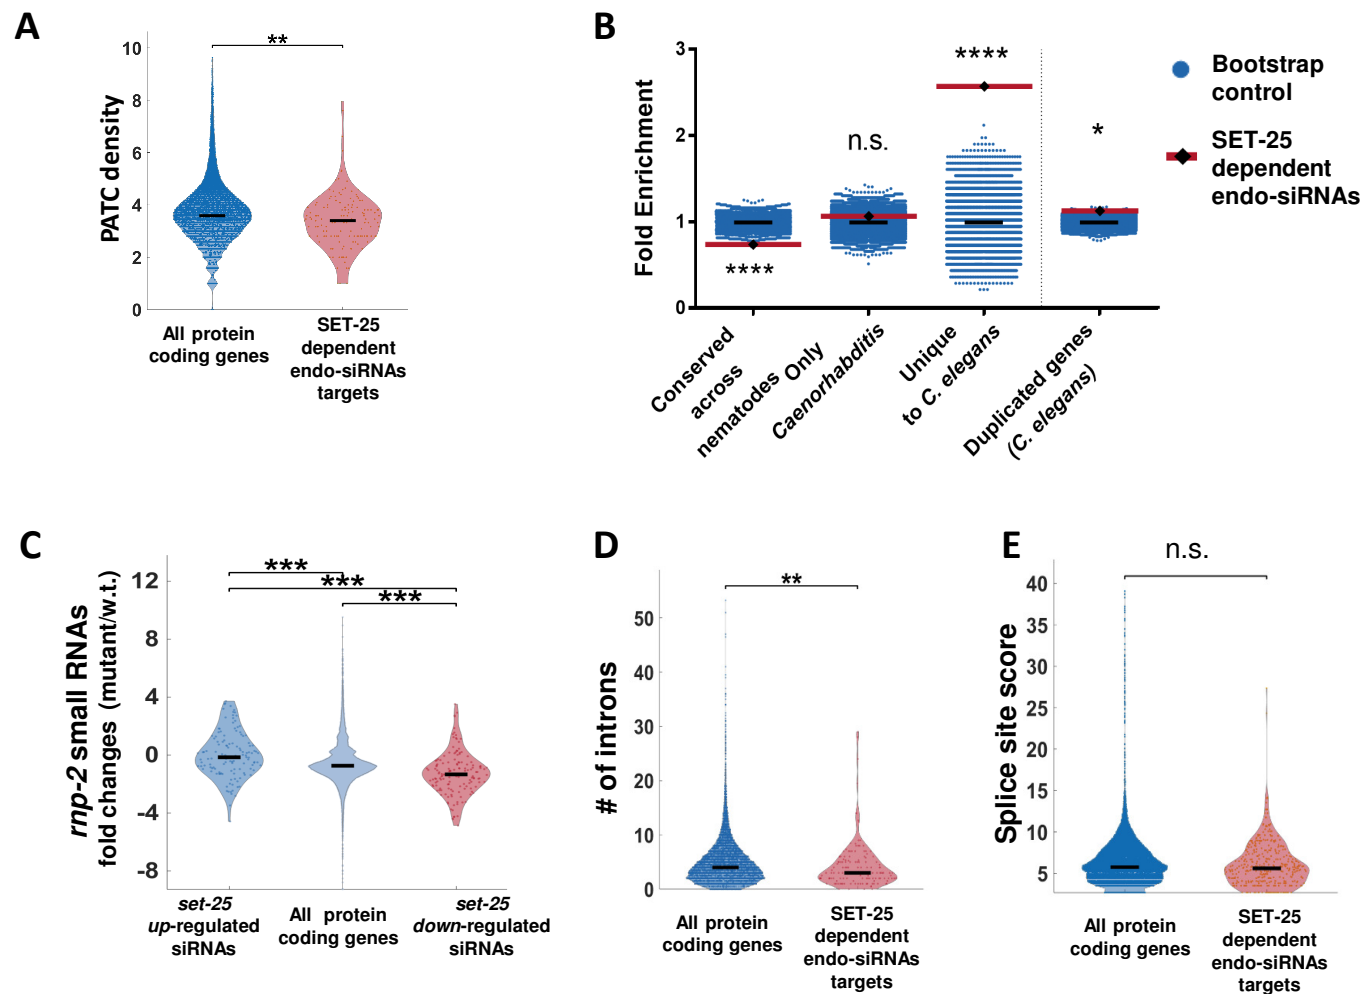 A
**
PATC density
10
8
6
4
2
0
All protein
coding genes
SET-25
dependent
endo-siRNAs
targets
B
Fold Enrichment
3
2
1
0
****
n.s.
****
*
Conserved
across
nematodes
Only
Caenorhabditis
Unique
to C. elegans
Duplicated genes
(C. elegans)
Bootstrap
control
SET-25
dependent
endo-siRNAs
C
rnp-2 small RNAs
fold changes (mutant/w.t.)
12
8
4
0
-4
-8
***
***
***
set-25
up-regulated
siRNAs
All protein
coding genes
set-25
down-regulated
siRNAs
D
**
# of introns
50
40
30
20
10
0
All protein
coding genes
SET-25
dependent
endo-siRNAs
targets
E
n.s.
Splice site score
40
35
30
25
20
15
10
5
All protein
coding genes
SET-25
dependent
endo-siRNAs
targets